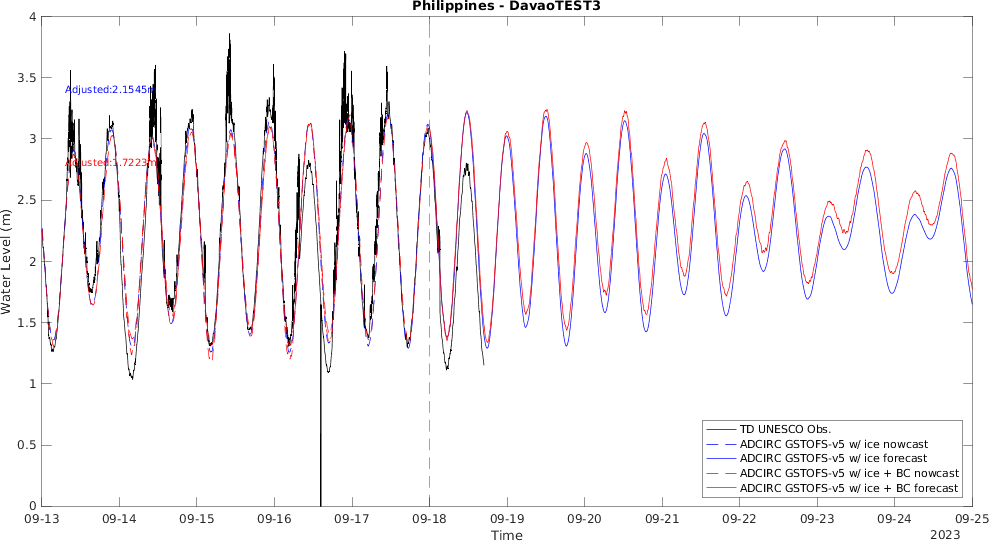 Philippines - DavaoTEST3
4
3.5
3
2.5
2
1.5
1
0.5
0
Water Level (m)
Adjusted:2.1545m
Adjusted:1.7223m
TD UNESCO Obs.
ADCIRC GSTOFS-v5 w/ ice nowcast
ADCIRC GSTOFS-v5 w/ ice forecast
ADCIRC GSTOFS-v5 w/ ice + BC nowcast
ADCIRC GSTOFS-v5 w/ ice + BC forecast
09-13 09-14 09-15 09-16 09-17 09-18 09-19 09-20 09-21 09-22 09-23 09-24 09-25
Time
2023